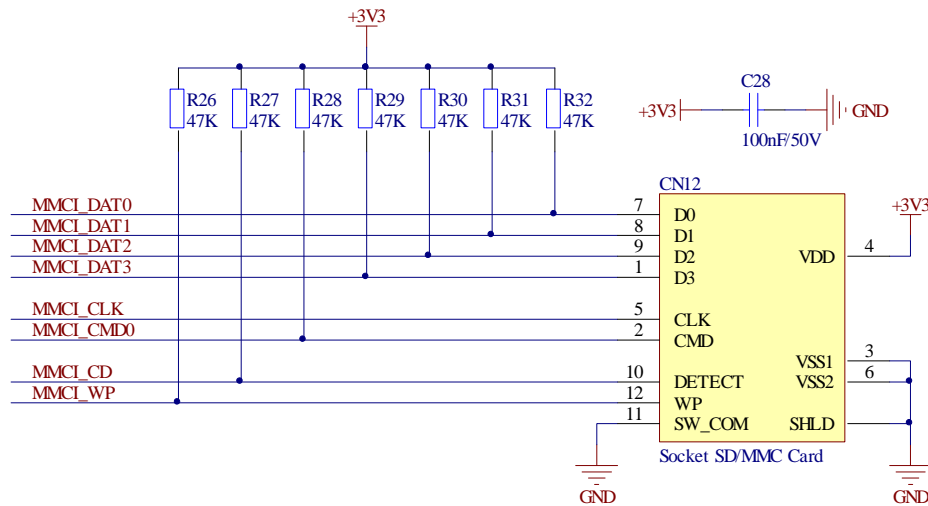 +3V3
R26 R27 R28 R29 R30 R31 R32
47K 47K 47K 47K 47K 47K 47K
C28
+3V3 GND
100nF/50V
CN12
MMCI_DAT0 7 D0
MMCI_DAT1 8 D1
MMCI_DAT2 9 D2
MMCI_DAT3 1 D3
MMCI_CLK 5 CLK
MMCI_CMD0 2 CMD
MMCI_CD 10 DETECT
MMCI_WP 12 WP
11 SW_COM
+3V3
VDD 4
VSS1 3
VSS2 6
SHLD
Socket SD/MMC Card
GND GND